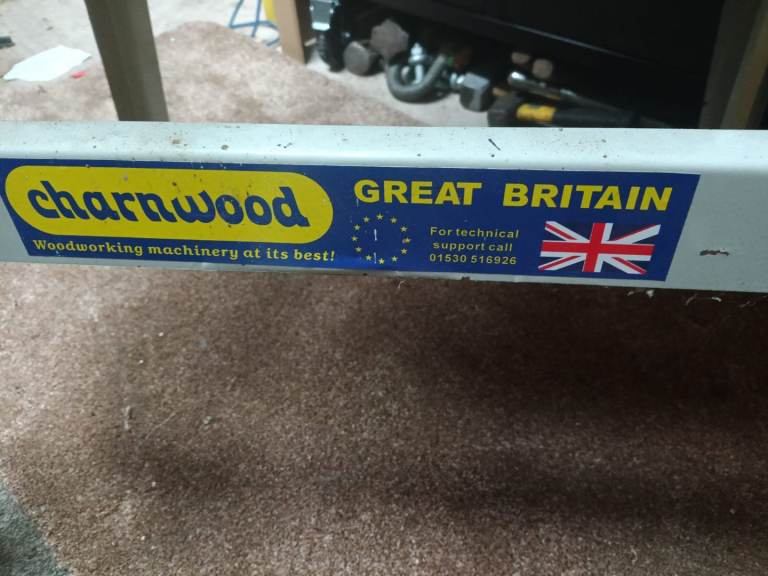 charnwood
Woodworking machinery at its best!
GREAT BRITAIN
For technical
support call
01530 516926